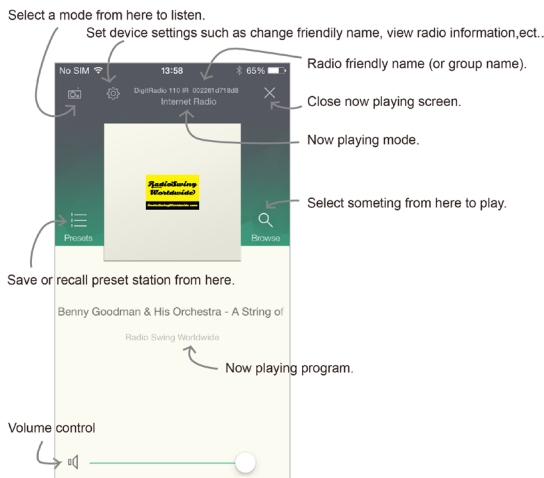 Select a mode from here to listen.
Set device settings such as change friendily name, view radio information,ect..
Radio friendly name (or group name).
No SIM 13:58 65%
DigitRadio 110 IR 002261d718d8
Internet Radio
Close now playing screen.
Now playing mode.
RadioSwing
Worldwide
Select someting from here to play.
Presets
Browse
Save or recall preset station from here.
Benny Goodman & His Orchestra - A String of
Radio Swing Worldwide
Now playing program.
Volume control